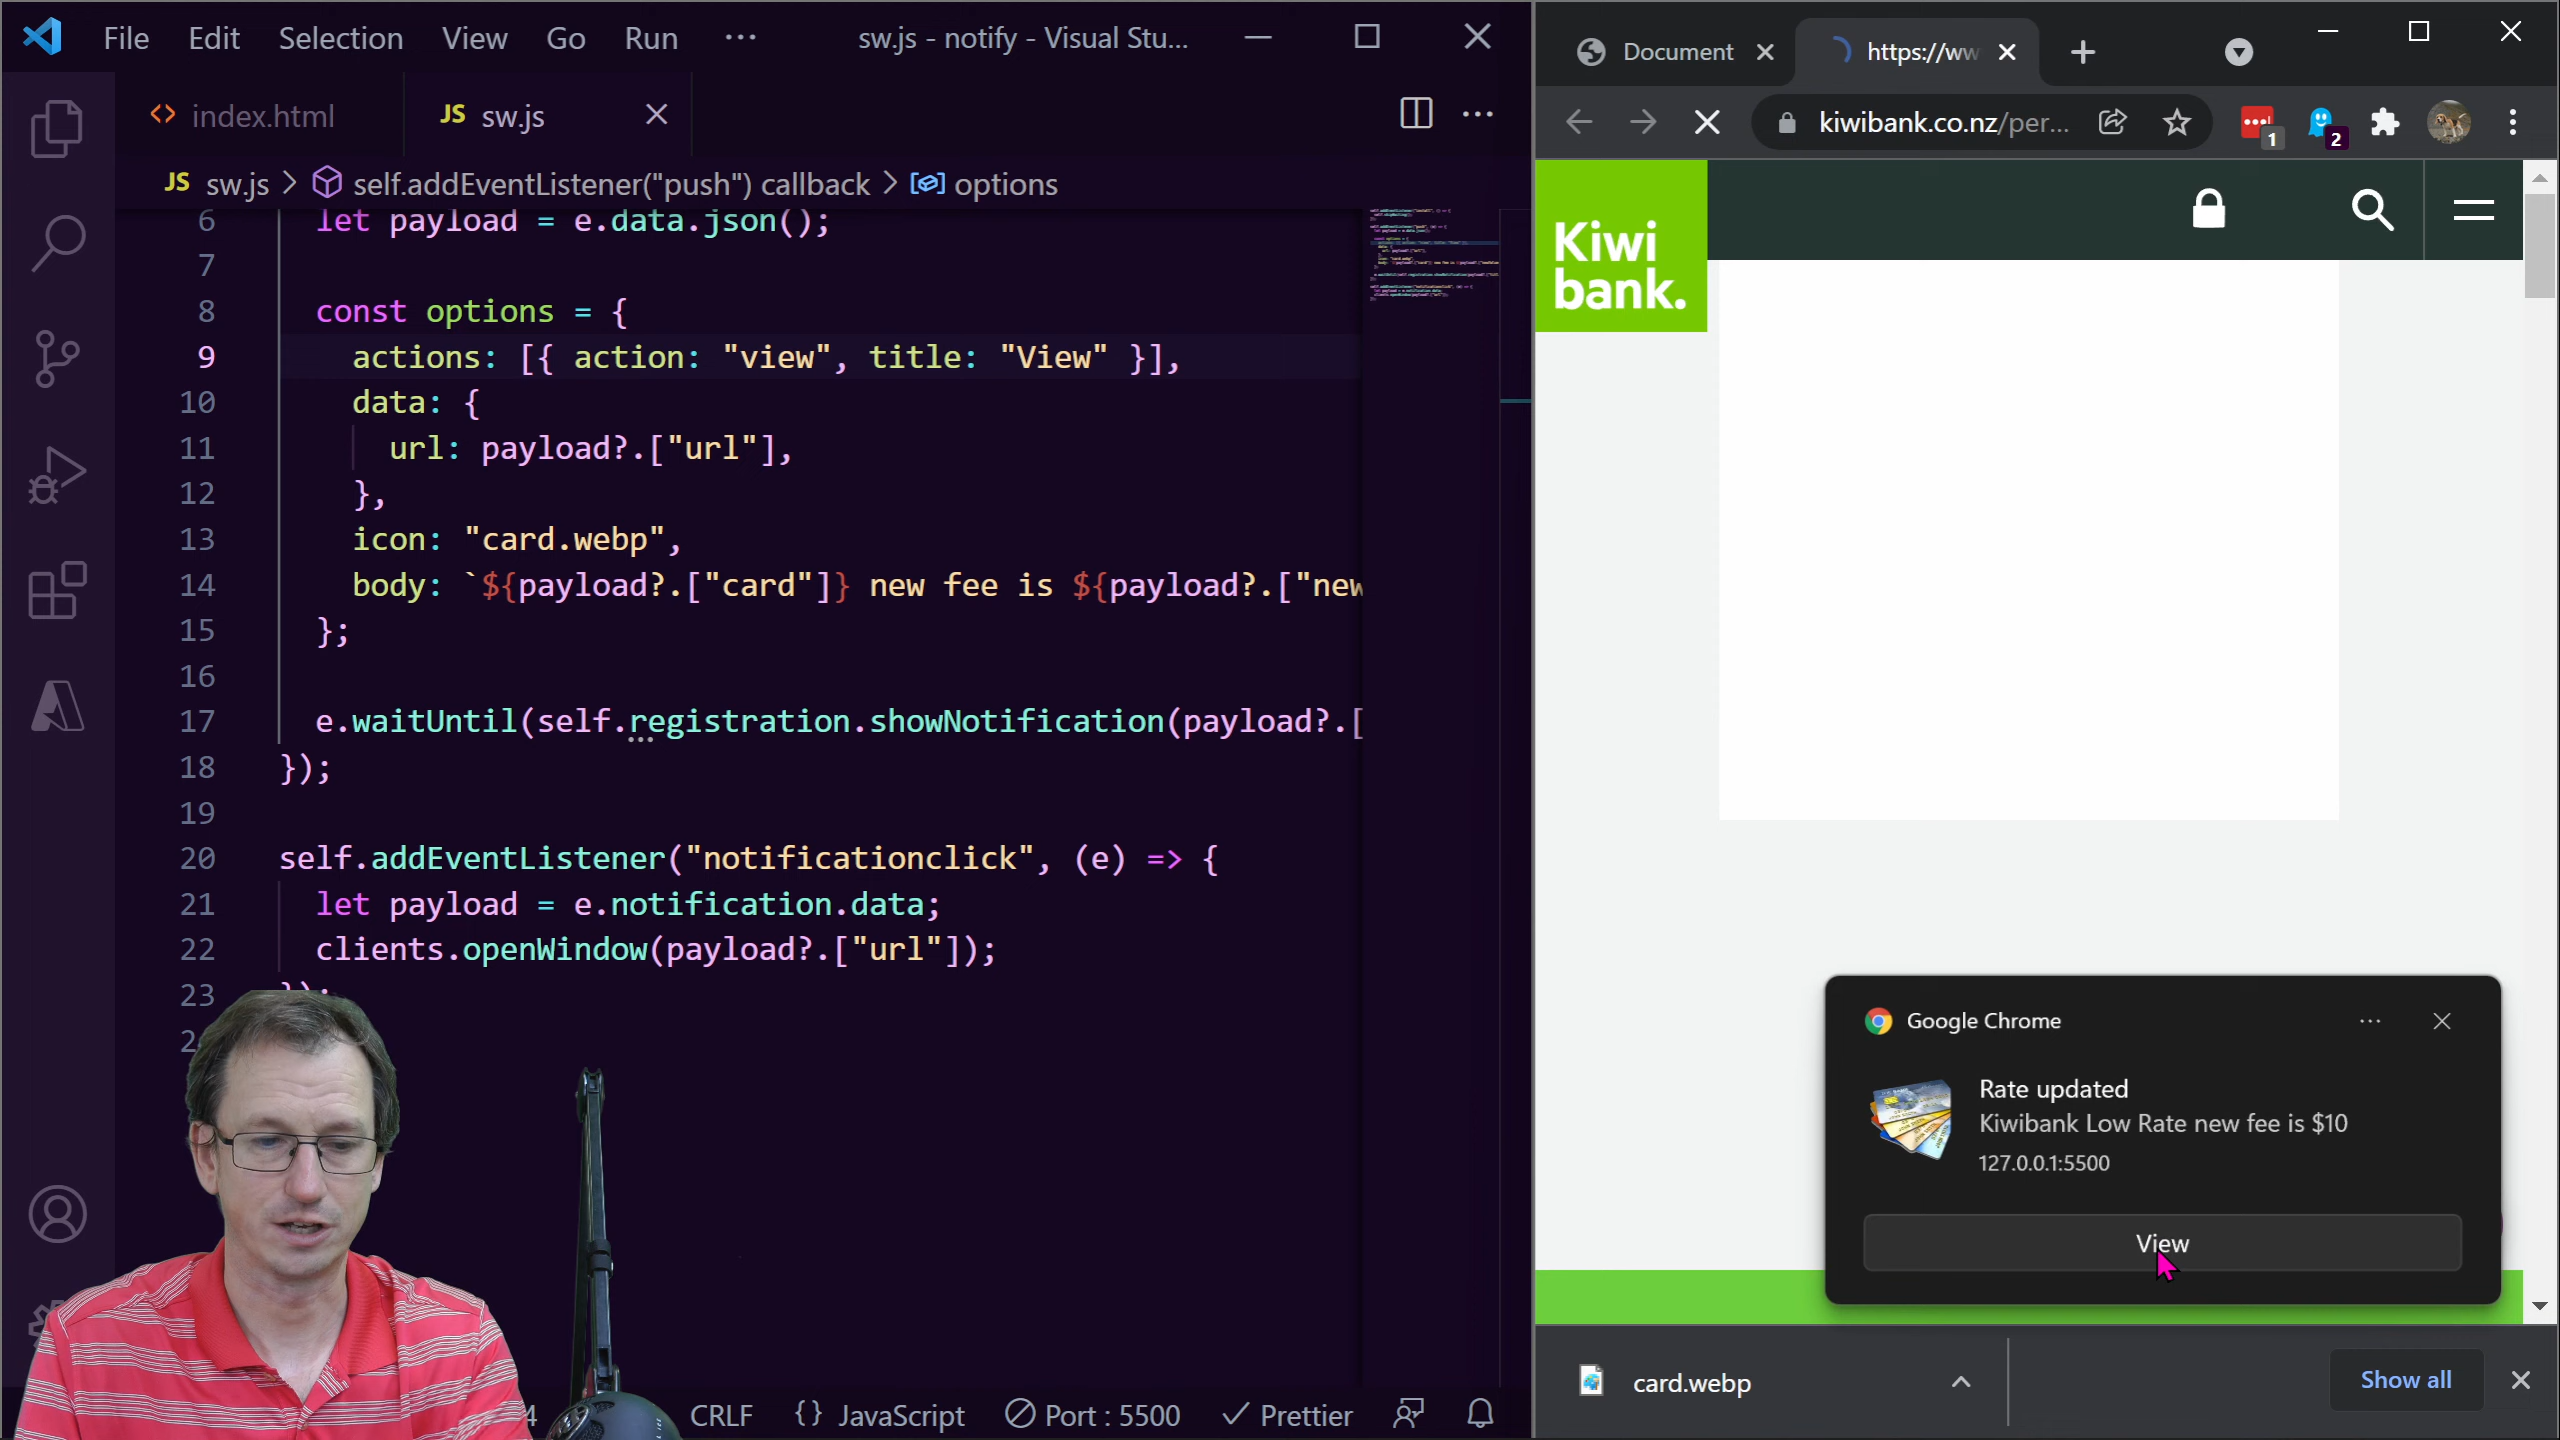 File Edit Selection View Go Run ··· sw.js - notify - Visual Stu...
index.html
JS sw.js
JS sw.js > self.addEventListener("push") callback > options
6 let payload = e.data.json();
7
8 const options = {
9 actions: [{ action: "view", title: "View" }],
10 data: {
11 url: payload?.["url"],
12 },
13 icon: "card.webp",
14 body: `${payload?.["card"]} new fee is ${payload?.["new
15 };
16
17 e.waitUntil(self.registration.showNotification(payload?.[
18 });
19
20 self.addEventListener("notificationclick", (e) => {
21 let payload = e.notification.data;
22 clients.openWindow(payload?.["url"]);
23 });
CRLF {} JavaScript Port : 5500 Prettier
Document
https://ww
kiwibank.co.nz/per...
1
2
Kiwi
bank.
Google Chrome
Rate updated
Kiwibank Low Rate new fee is $10
127.0.0.1:5500
View
card.webp
Show all